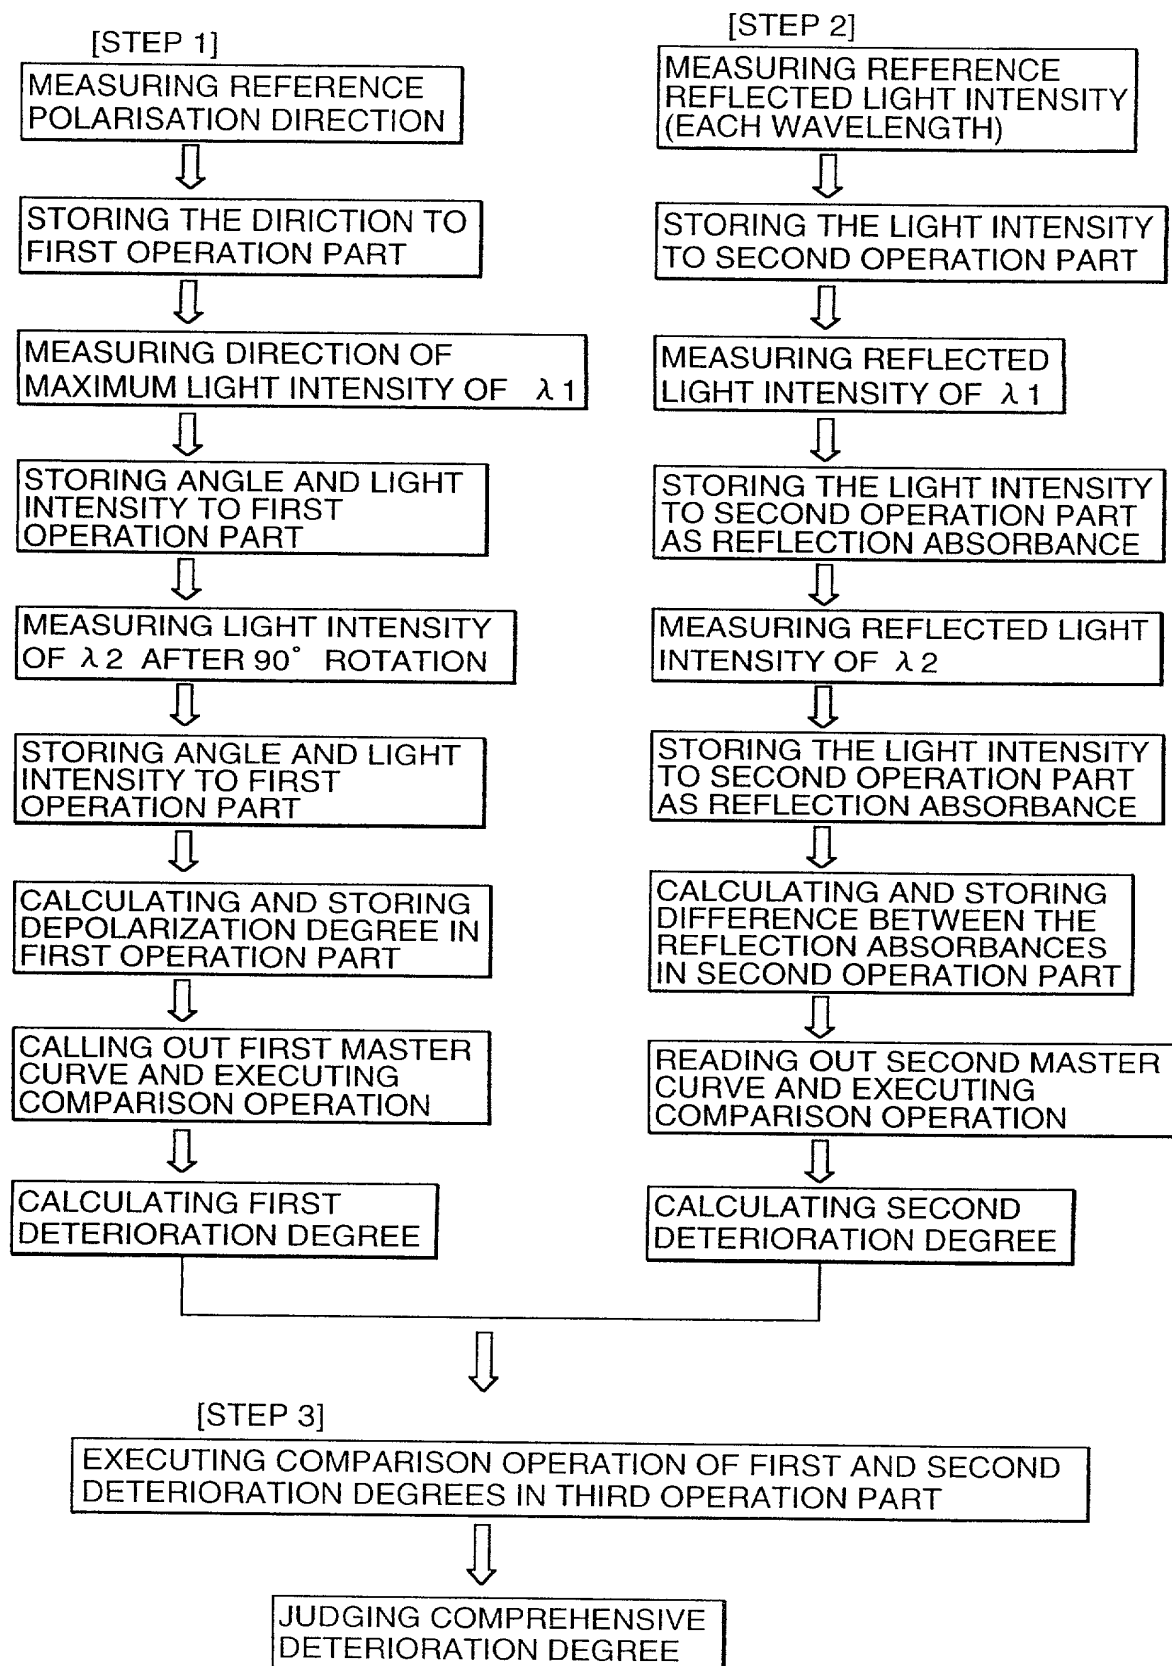 [STEP 1]
MEASURING REFERENCE
POLARISATION DIRECTION
STORING THE DIRICTION TO
FIRST OPERATION PART
MEASURING DIRECTION OF
MAXIMUM LIGHT INTENSITY OF λ1
STORING ANGLE AND LIGHT
INTENSITY TO FIRST
OPERATION PART
MEASURING LIGHT INTENSITY
OF λ2 AFTER 90° ROTATION
STORING ANGLE AND LIGHT
INTENSITY TO FIRST
OPERATION PART
CALCULATING AND STORING
DEPOLARIZATION DEGREE IN
FIRST OPERATION PART
CALLING OUT FIRST MASTER
CURVE AND EXECUTING
COMPARISON OPERATION
CALCULATING FIRST
DETERIORATION DEGREE
[STEP 2]
MEASURING REFERENCE
REFLECTED LIGHT INTENSITY
(EACH WAVELENGTH)
STORING THE LIGHT INTENSITY
TO SECOND OPERATION PART
MEASURING REFLECTED
LIGHT INTENSITY OF λ1
STORING THE LIGHT INTENSITY
TO SECOND OPERATION PART
AS REFLECTION ABSORBANCE
MEASURING REFLECTED LIGHT
INTENSITY OF λ2
STORING THE LIGHT INTENSITY
TO SECOND OPERATION PART
AS REFLECTION ABSORBANCE
CALCULATING AND STORING
DIFFERENCE BETWEEN THE
REFLECTION ABSORBANCES
IN SECOND OPERATION PART
READING OUT SECOND MASTER
CURVE AND EXECUTING
COMPARISON OPERATION
CALCULATING SECOND
DETERIORATION DEGREE
[STEP 3]
EXECUTING COMPARISON OPERATION OF FIRST AND SECOND
DETERIORATION DEGREES IN THIRD OPERATION PART
JUDGING COMPREHENSIVE
DETERIORATION DEGREE